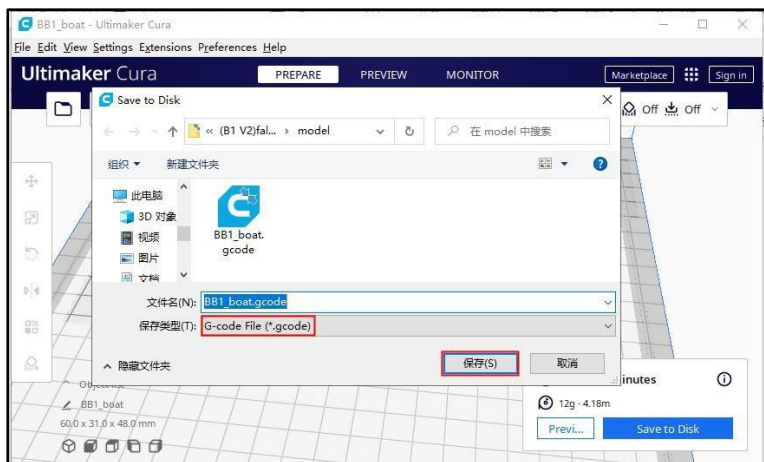 BB1_boat - Ultimaker Cura
File Edit View Settings Extensions Preferences Help
Ultimaker Cura PREPARE PREVIEW MONITOR Marketplace Sign in
Save to Disk
Off Off
« (B1 V2)fal... › model 在 model 中搜索
组织 新建文件夹
此电脑
3D 对象
视频
图片
文档
BB1_boat.
gcode
文件名(N): BB1_boat.gcode
保存类型(T): G-code File (*.gcode)
隐藏文件夹 保存(S) 取消
inutes
BB1_boat
12g · 4.18m
60.0 x 31.0 x 48.0 mm
Previ... Save to Disk